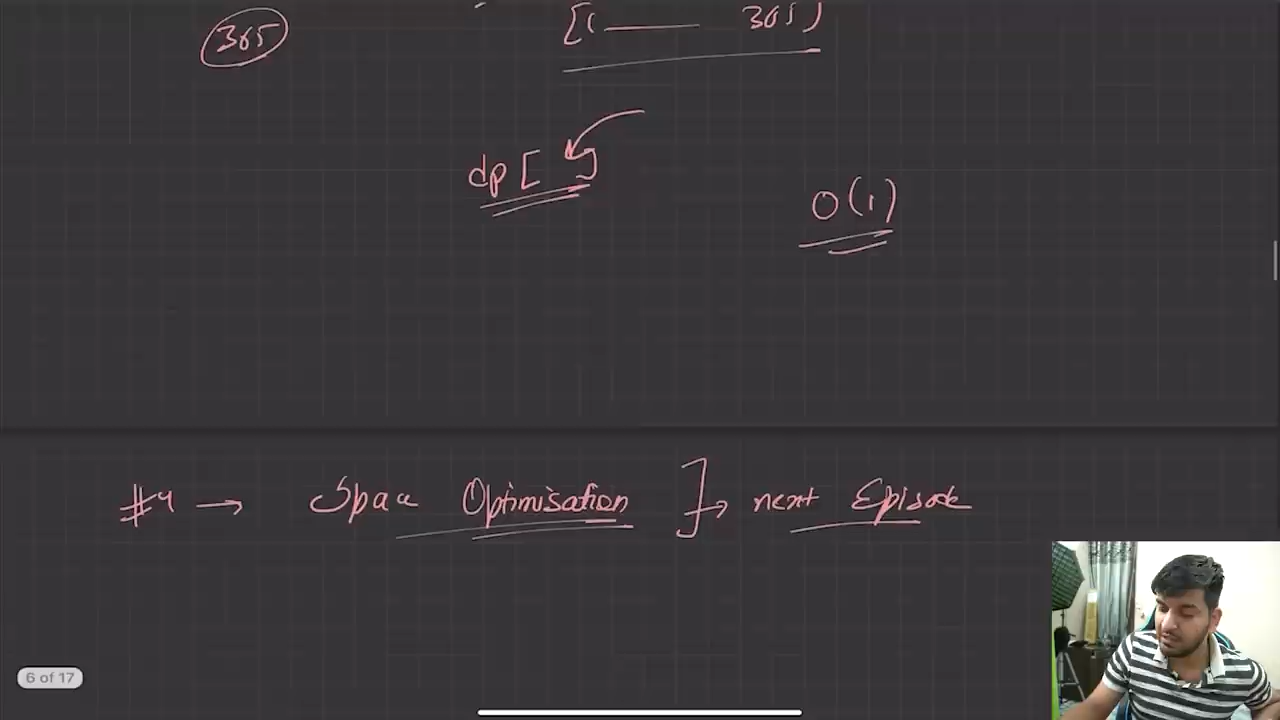 365 [1 —— 365]
dp[ ]
O(1)
#4 → Space Optimisation ] → next Episode
6 of 17